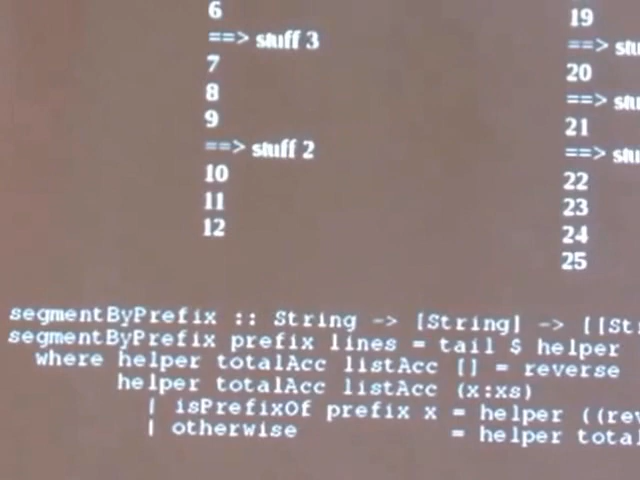 6
==> stuff 3
7
8
9
==> stuff 2
10
11
12
19
==>
20
==>
21
==>
22
23
24
25
segmentByPrefix :: String -> [String] -> [[St
segmentByPrefix prefix lines = tail $ helper
where helper totalAcc listAcc [] = reverse
helper totalAcc listAcc (x:xs)
| isPrefixOf prefix x = helper ((rev
| otherwise = helper total